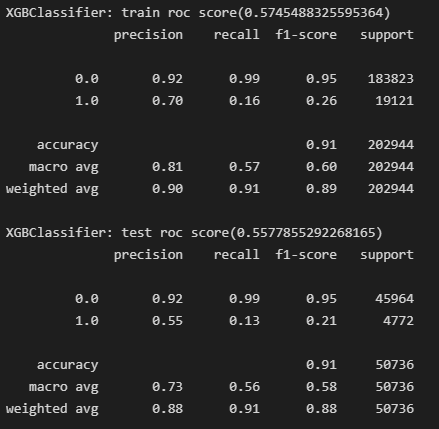 XGBClassifier: train roc score(0.5745488325595364)
precision recall f1-score support
0.0 0.92 0.99 0.95 183823
1.0 0.70 0.16 0.26 19121
accuracy 0.91 202944
macro avg 0.81 0.57 0.60 202944
weighted avg 0.90 0.91 0.89 202944
XGBClassifier: test roc score(0.5577855292268165)
precision recall f1-score support
0.0 0.92 0.99 0.95 45964
1.0 0.55 0.13 0.21 4772
accuracy 0.91 50736
macro avg 0.73 0.56 0.58 50736
weighted avg 0.88 0.91 0.88 50736